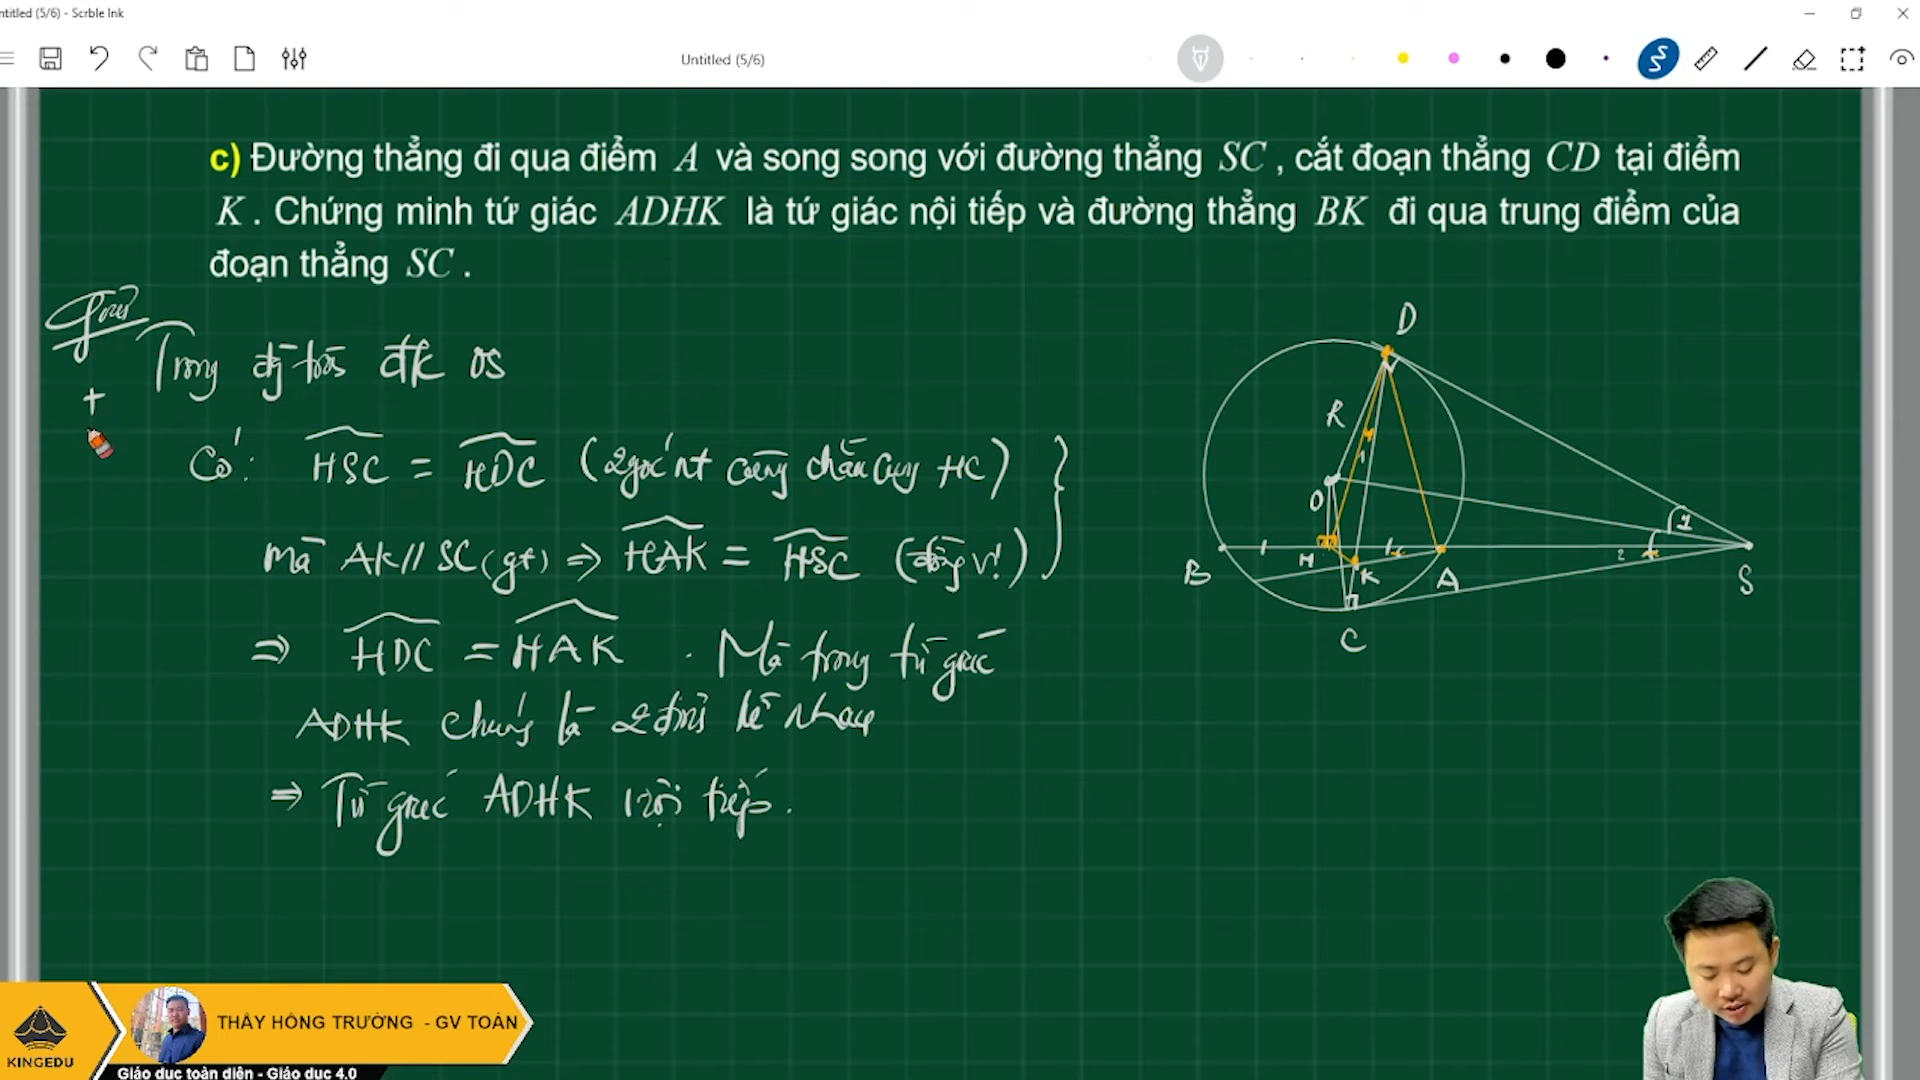 ntitled (5/6) - Scrble Ink
Untitled (5/6)
c) Đường thẳng đi qua điểm A và song song với đường thẳng SC , cắt đoạn thẳng CD tại điểm
K . Chứng minh tứ giác ADHK là tứ giác nội tiếp và đường thẳng BK đi qua trung điểm của
đoạn thẳng SC .
Trong đg tròn đk OS
+
Có: HSC = HDC (2 góc nt cùng chắn cung HC)
mà AK // SC (gt) ⇒ HAK = HSC (đồng vị)
⇒ HDC = HAK . Mà trong tứ giác
ADHK chúng là 2 đỉnh kề nhau
⇒ Tứ giác ADHK nội tiếp.
D
R
1
O
1
B
H
K
A
2
S
C
THẦY HỒNG TRƯỜNG - GV TOÁN
KINGEDU
Giáo dục toàn diện - Giáo dục 4.0